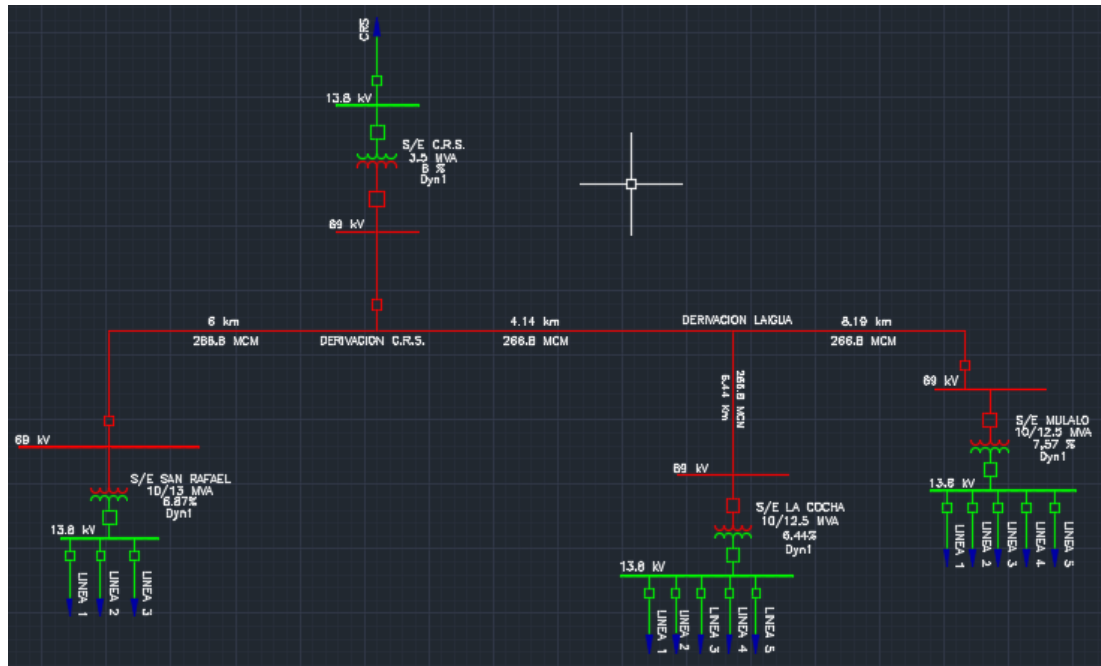 CRS
13.8 kV
S/E C.R.S.
3.5 MVA
8 %
Dyn1
69 kV
6 km
266.8 MCM
DERIVACION C.R.S.
4.14 km
266.8 MCM
DERIVACION LAIGUA
8.19 km
266.8 MCM
266.8 MCM
6.44 Km
69 kV
S/E SAN RAFAEL
10/13 MVA
6.87%
Dyn1
13.8 kV
LINEA 1
LINEA 2
LINEA 3
69 kV
S/E LA COCHA
10/12.5 MVA
6.44%
Dyn1
13.8 kV
LINEA 1
LINEA 2
LINEA 3
LINEA 4
LINEA 5
69 kV
S/E MULALO
10/12.5 MVA
7,57 %
Dyn1
13.8 kV
LINEA 1
LINEA 2
LINEA 3
LINEA 4
LINEA 5